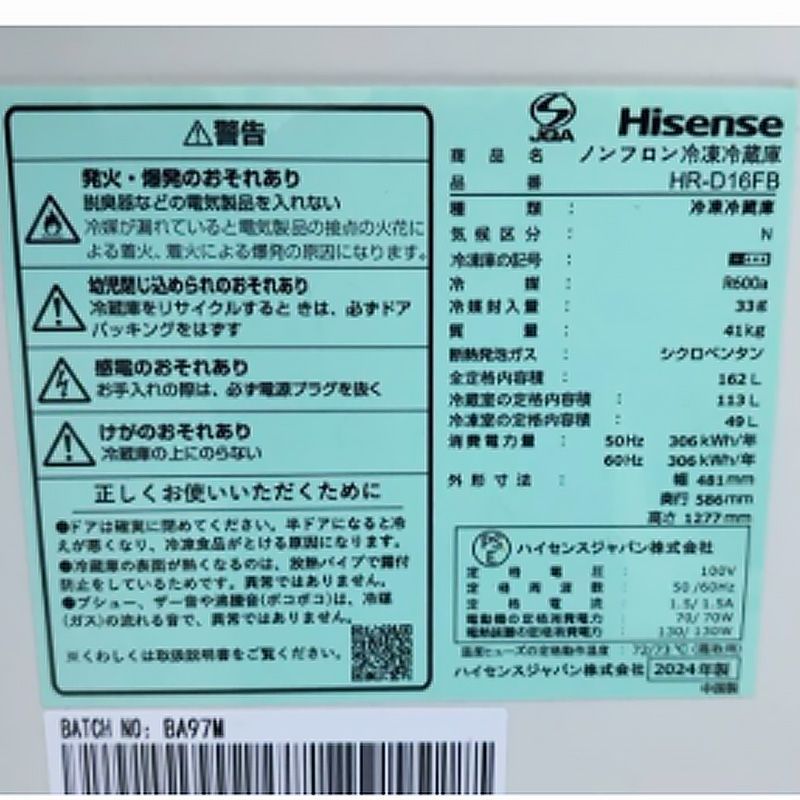 ⚠警告
発火・爆発のおそれあり
脱臭器などの電気製品を入れない
冷媒が漏れていると電気製品の接点の火花に
よる着火、着火による爆発の原因になります。
幼児閉じ込められのおそれあり
冷蔵庫をリサイクルするときは、必ずドア
パッキングをはずす
感電のおそれあり
お手入れの際は、必ず電源プラグを抜く
けがのおそれあり
冷蔵庫の上にのらない
正しくお使いいただくために
●ドアは確実に閉めてください。半ドアになると冷
えが悪くなり、冷凍食品がとける原因になります。
●冷蔵庫の表面が熱くなるのは、放熱パイプで露付
防止をしているためです。異常ではありません。
●プシュー、ザー音や沸騰音(ボコボコ)は、冷媒
(ガス)の流れる音で、異常ではありません。
※くわしくは取扱説明書をご覧ください。
JGA Hisense
商品名 ノンフロン冷凍冷蔵庫
品番 HR-D16FB
種類 : 冷凍冷蔵庫
気候区分 : N
冷凍庫の記号 :
冷媒 : R600a
冷媒封入量 : 33g
質量 : 41kg
断熱発泡ガス : シクロペンタン
全定格内容積 : 162L
冷蔵室の定格内容積 : 113L
冷凍室の定格内容積 : 49L
消費電力量 : 50Hz 306kWh/年
60Hz 306kWh/年
外形寸法 : 幅 481mm
奥行 586mm
高さ 1277mm
PSE ハイセンスジャパン株式会社
定格電圧 : 100V
定格周波数 : 50/60Hz
定格電流 : 1.5/1.5A
電動機の定格消費電力 : 70/70W
電熱装置の定格消費電力 : 130/130W
温度ヒューズの定格動作温度 : 72/73℃
ハイセンスジャパン株式会社 2024年製
中国製
BATCH NO: BA97M